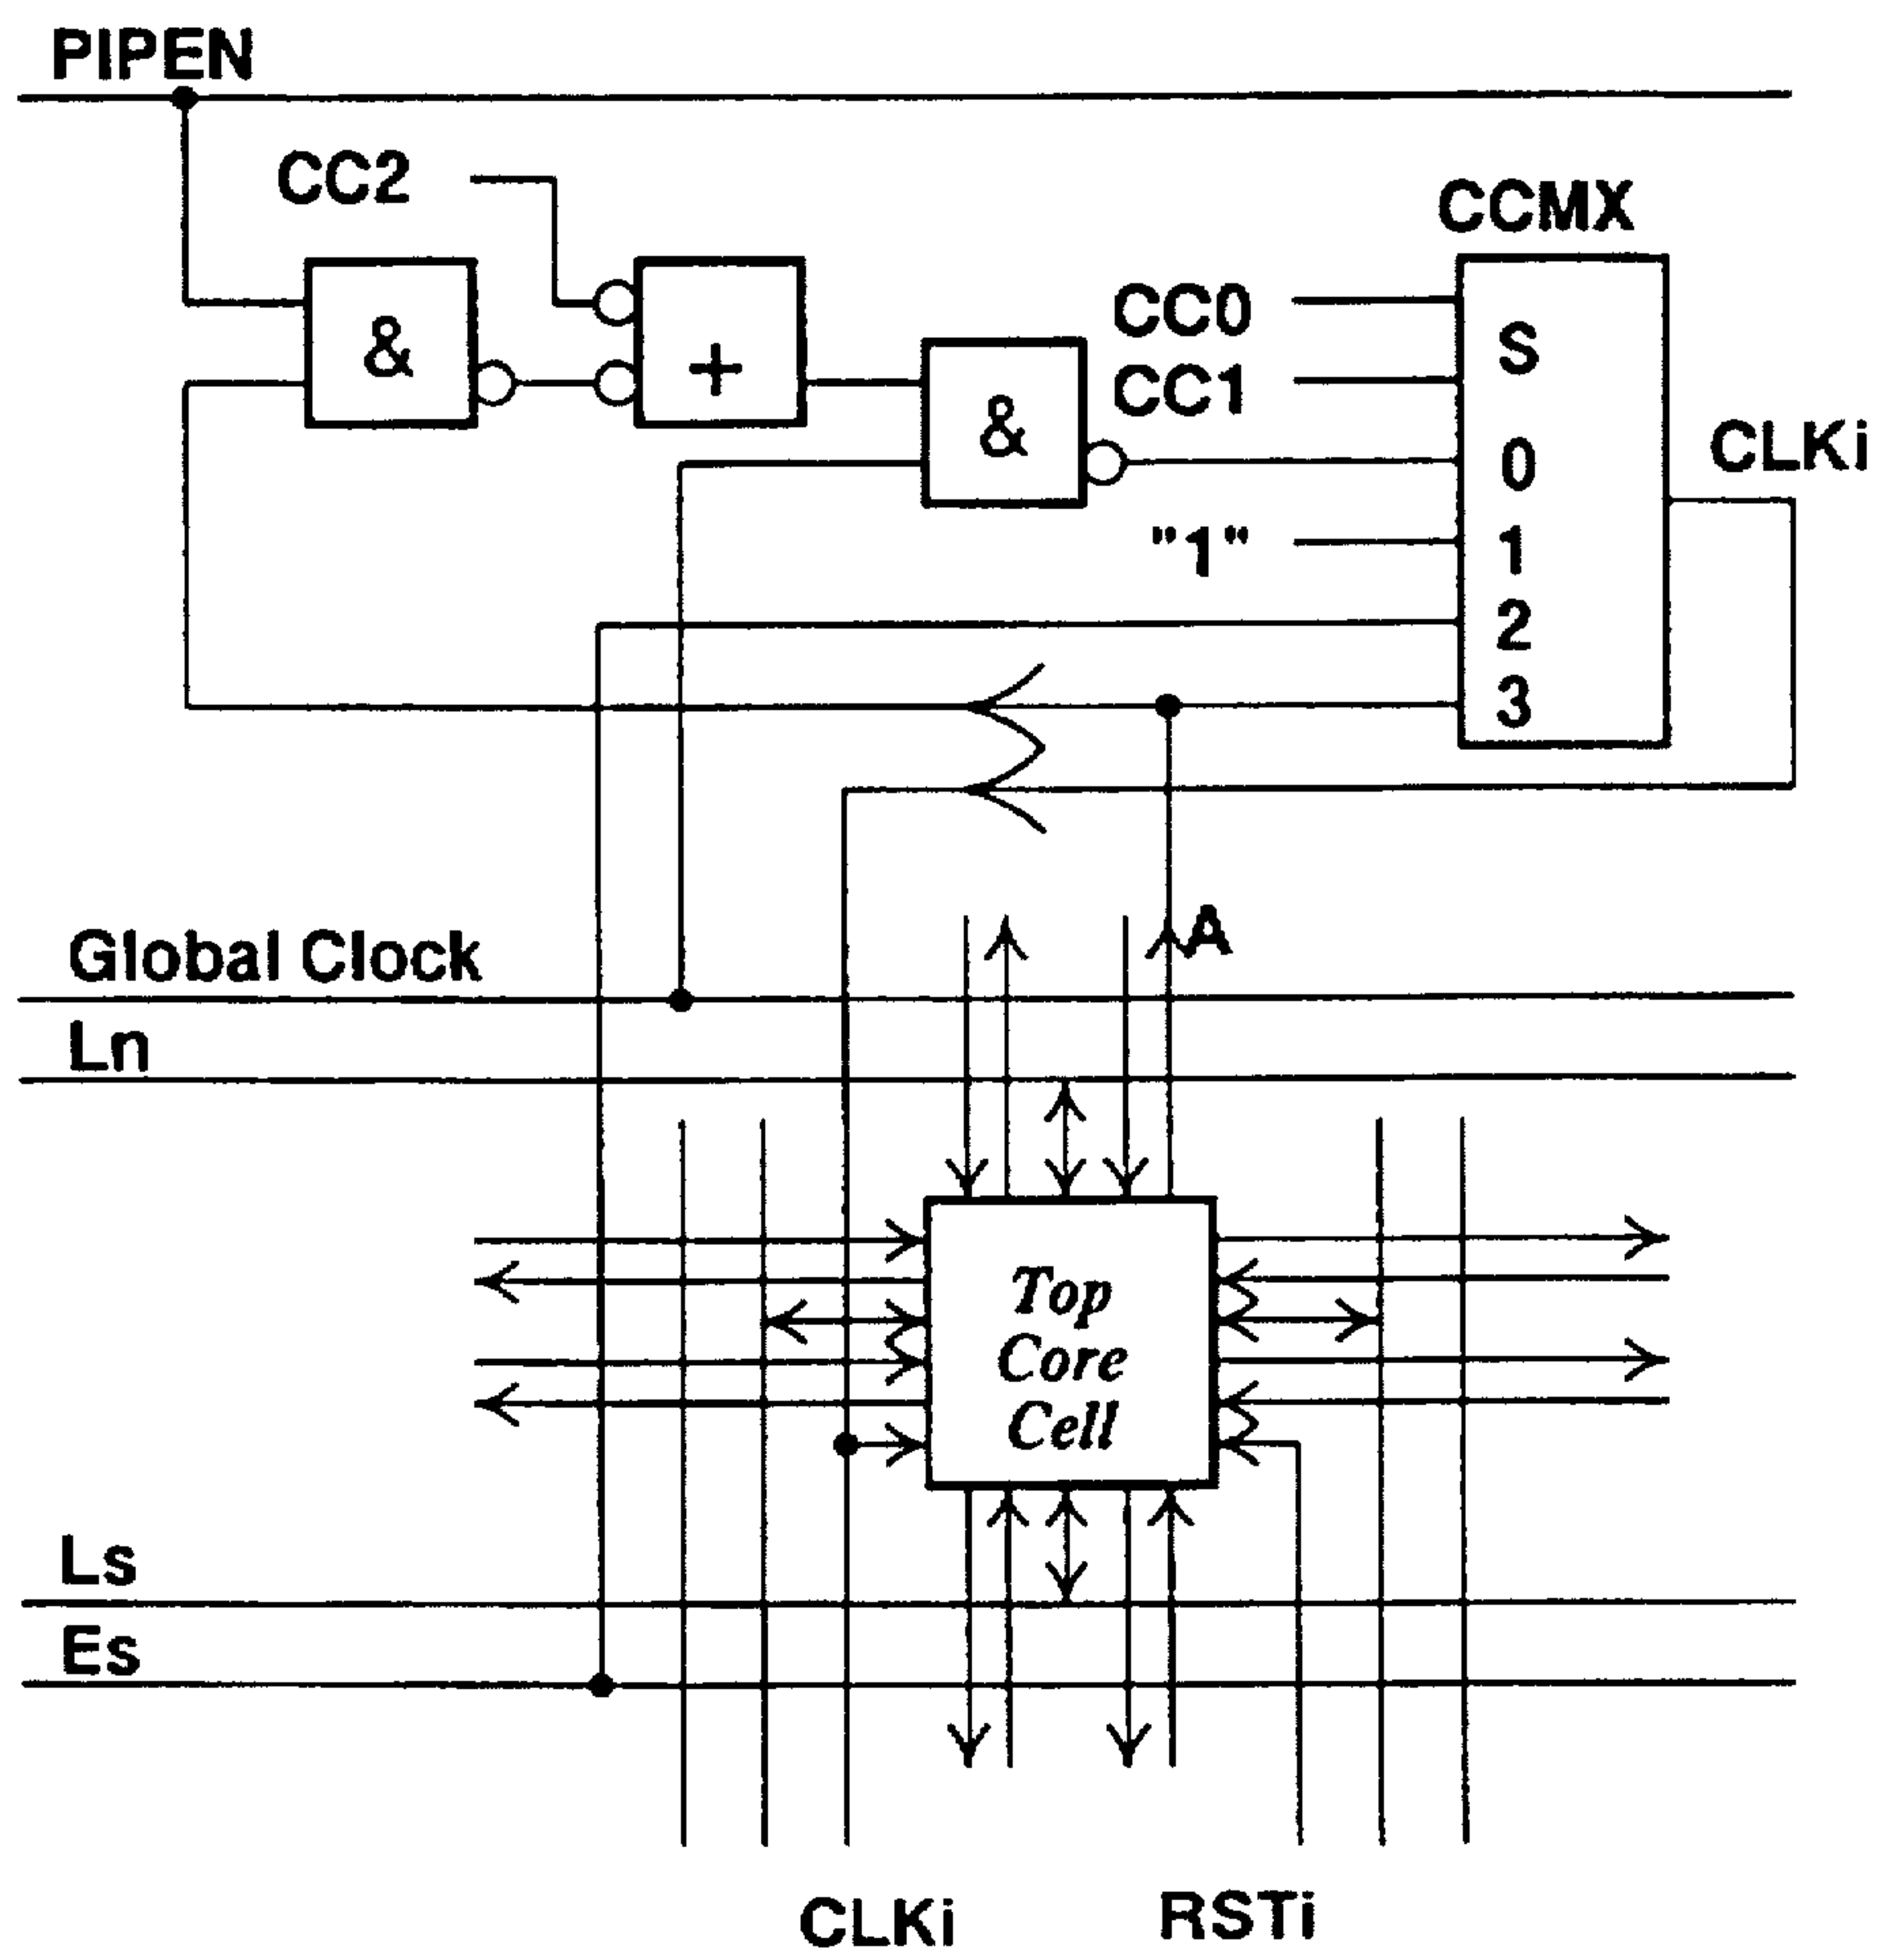 PIPEN
CC2
CCMX
& + CC0 S
CC1
& 0 CLKi
"1" 1
2
3
A
Global Clock
Ln
Top
Core
Cell
Ls
Es
CLKi RSTi